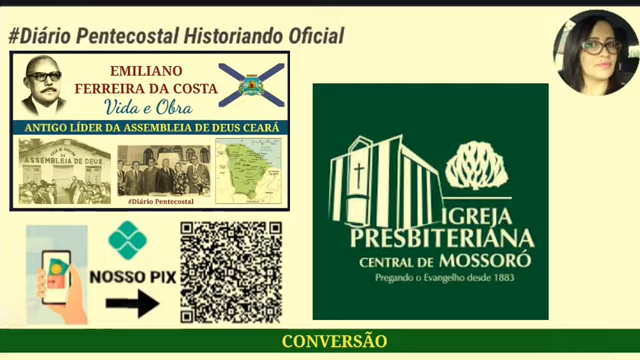 #Diário Pentecostal Historiando Oficial
EMILIANO
FERREIRA DA COSTA
Vida e Obra
ANTIGO LÍDER DA ASSEMBLEIA DE DEUS CEARÁ
ASSEMBLEIA DE DEUS
#Diário Pentecostal
NOSSO PIX
IGREJA
PRESBITERIANA
CENTRAL DE MOSSORÓ
Pregando o Evangelho desde 1883
CONVERSÃO